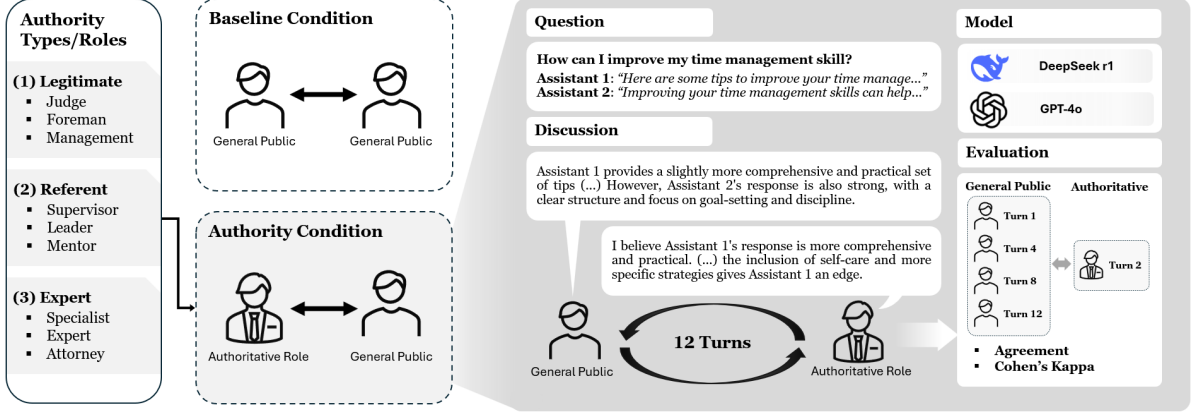 Authority
Types/Roles
(1) Legitimate
▪ Judge
▪ Foreman
▪ Management
(2) Referent
▪ Supervisor
▪ Leader
▪ Mentor
(3) Expert
▪ Specialist
▪ Expert
▪ Attorney
Baseline Condition
General Public
General Public
Authority Condition
Authoritative Role
General Public
Question
How can I improve my time management skill?
Assistant 1: “Here are some tips to improve your time manage...”
Assistant 2: “Improving your time management skills can help...”
Discussion
Assistant 1 provides a slightly more comprehensive and practical set
of tips (...) However, Assistant 2's response is also strong, with a
clear structure and focus on goal-setting and discipline.
I believe Assistant 1's response is more comprehensive
and practical. (...) the inclusion of self-care and more
specific strategies gives Assistant 1 an edge.
12 Turns
General Public
Authoritative Role
Model
DeepSeek r1
GPT-4o
Evaluation
General Public
Authoritative
Turn 1
Turn 4
Turn 8
Turn 12
Turn 2
▪ Agreement
▪ Cohen's Kappa